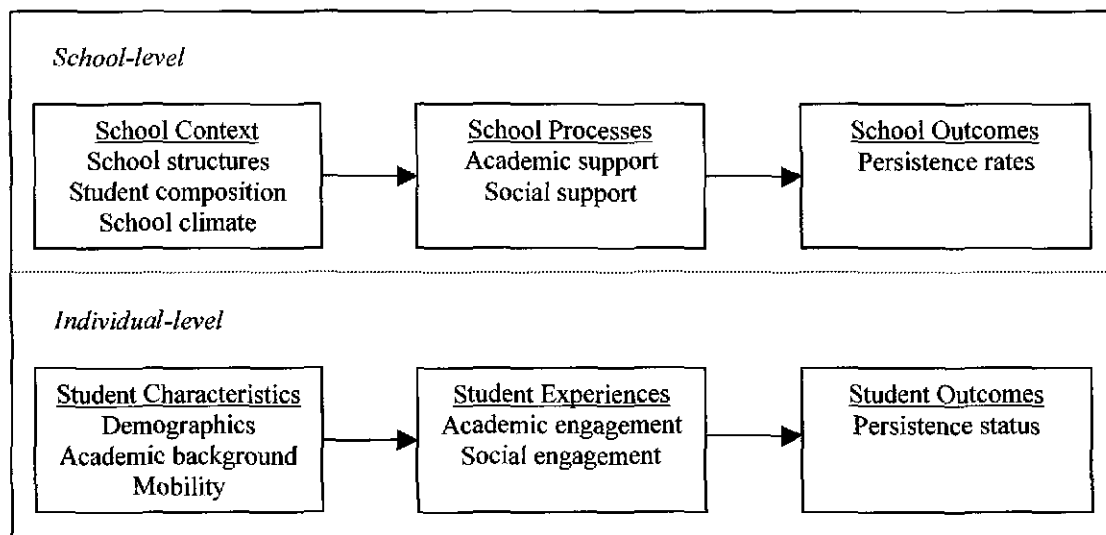 School-level
School Context
School structures
Student composition
School climate
School Processes
Academic support
Social support
School Outcomes
Persistence rates
Individual-level
Student Characteristics
Demographics
Academic background
Mobility
Student Experiences
Academic engagement
Social engagement
Student Outcomes
Persistence status